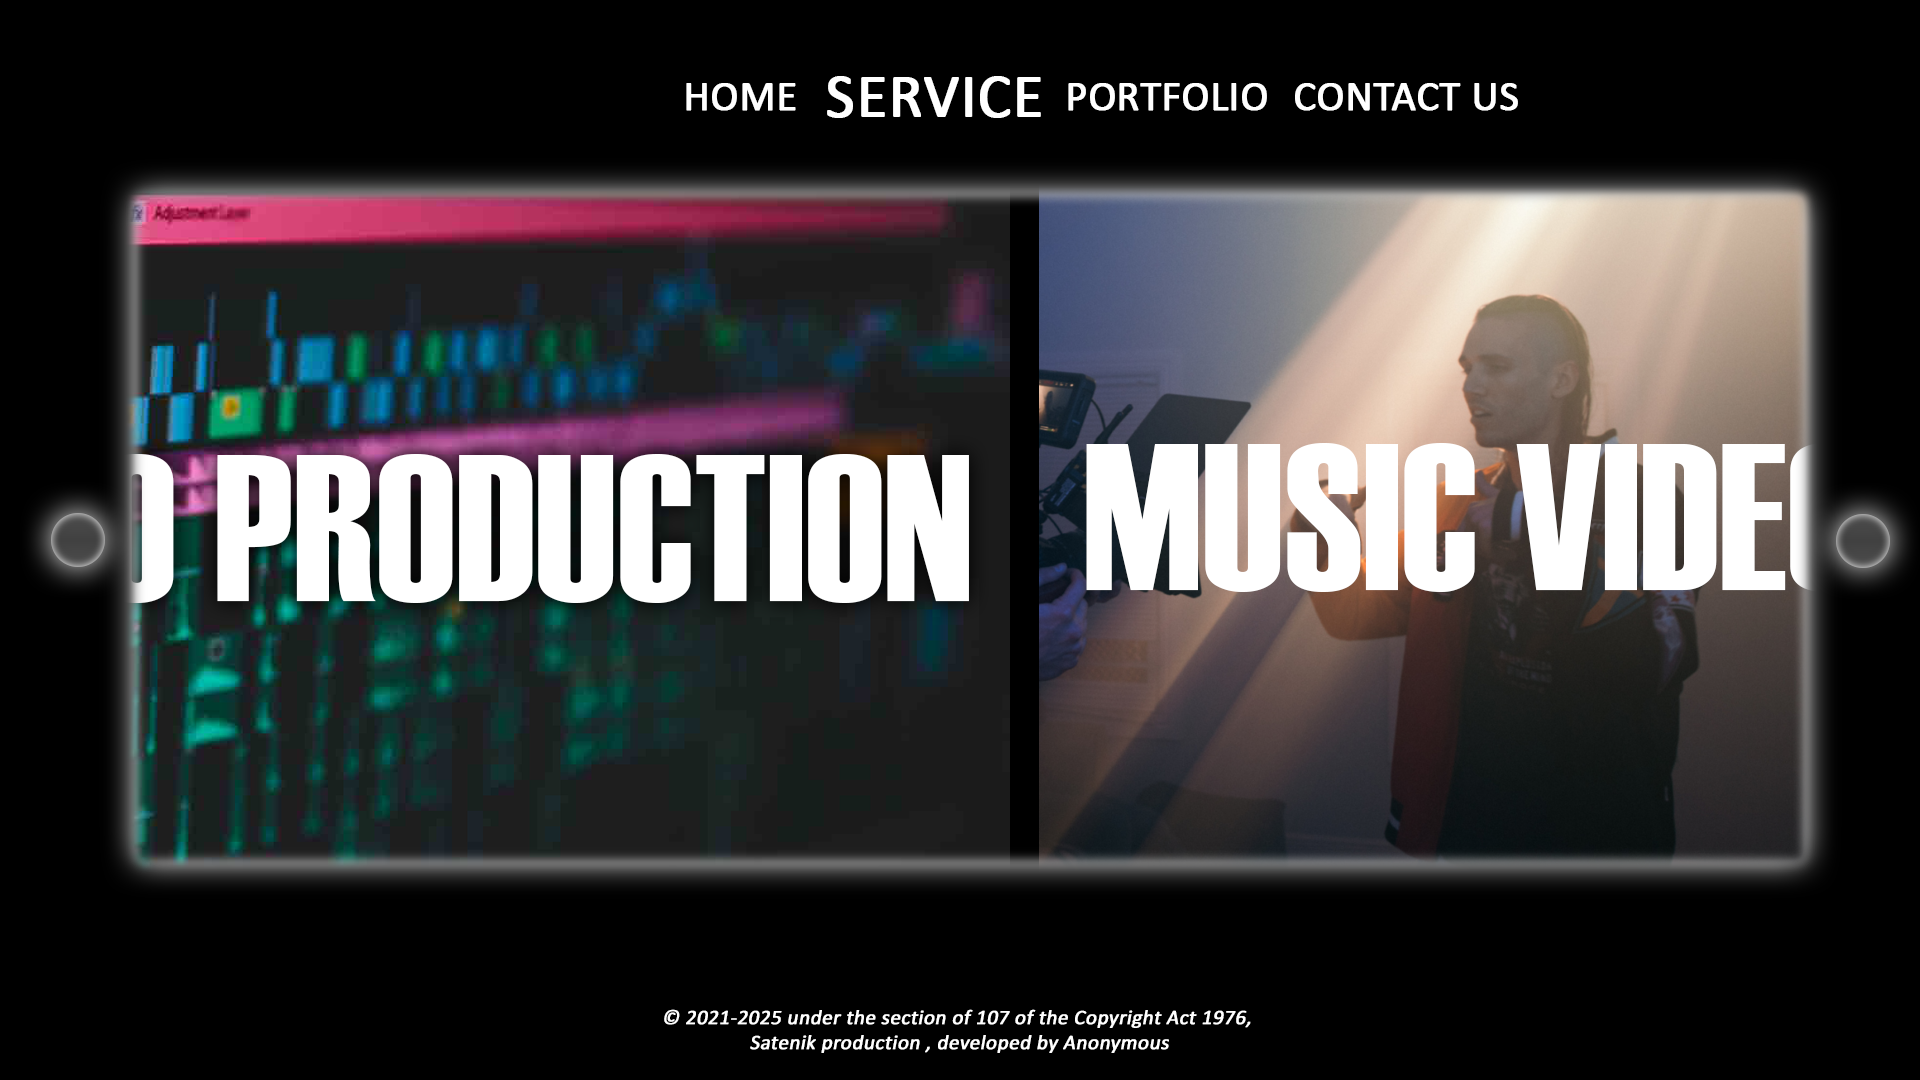 HOME SERVICE PORTFOLIO CONTACT US
Adjustment Layer
PRODUCTION
MUSIC VIDEO
© 2021-2025 under the section of 107 of the Copyright Act 1976,
Satenik production , developed by Anonymous